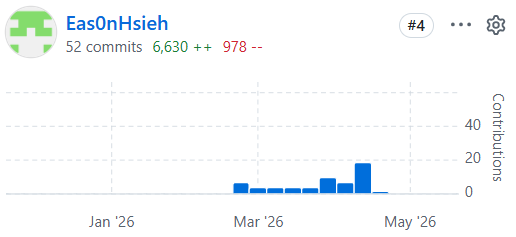 Eas0nHsieh
#4
52 commits 6,630 ++ 978 --
Contributions
40
20
0
Jan '26
Mar '26
May '26